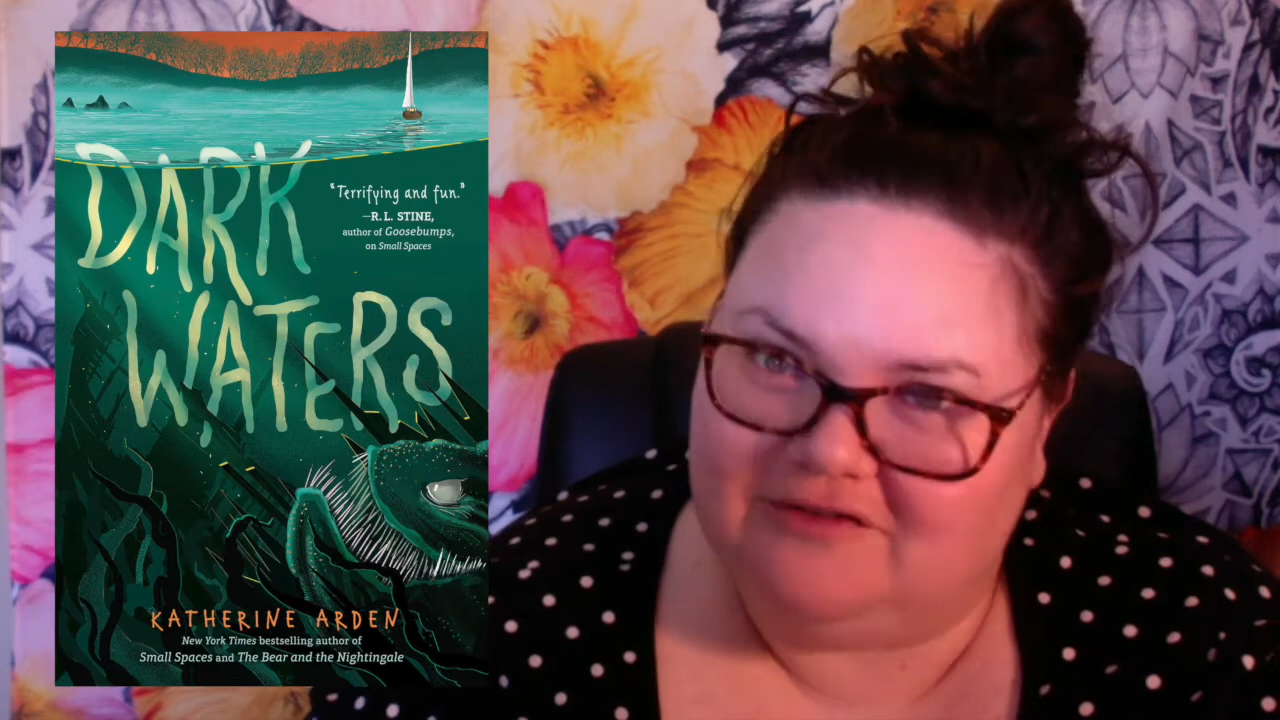 DARK
WATERS
"Terrifying and fun."
—R. L. STINE,
author of Goosebumps,
on Small Spaces
KATHERINE ARDEN
New York Times bestselling author of
Small Spaces and The Bear and the Nightingale